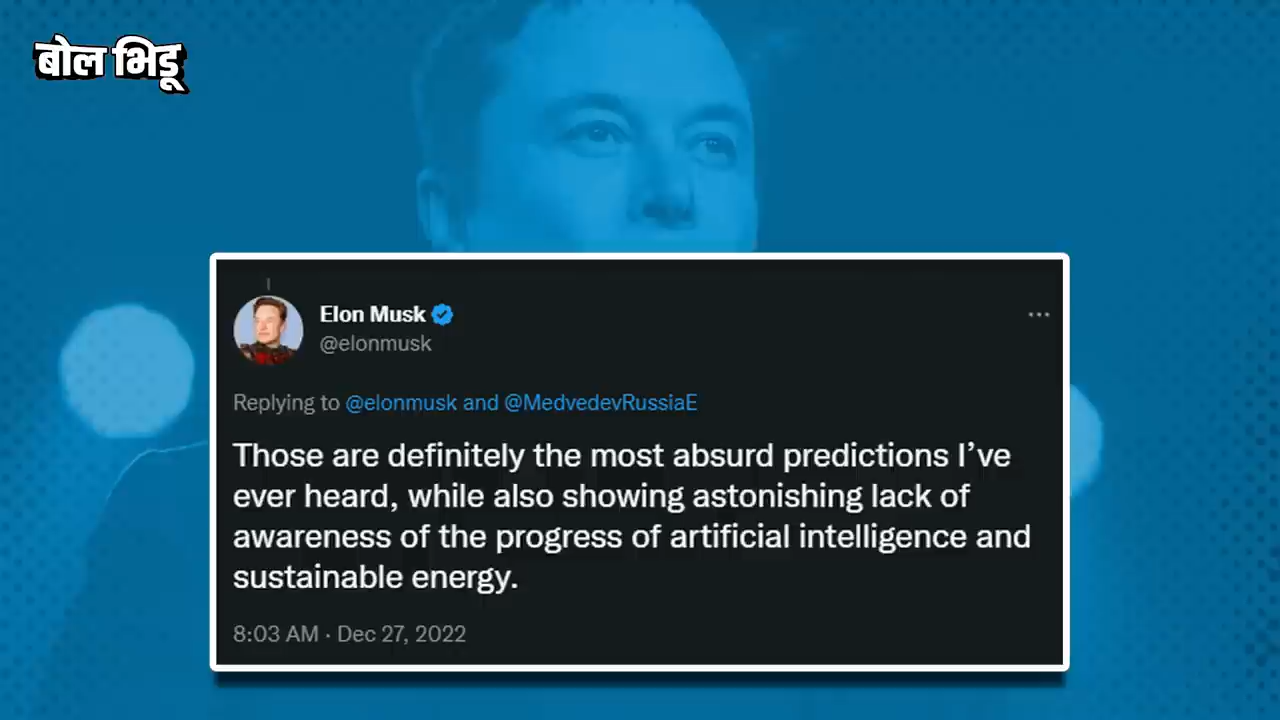 बोल भिडू
Elon Musk
@elonmusk
Replying to @elonmusk and @MedvedevRussiaE
Those are definitely the most absurd predictions I’ve
ever heard, while also showing astonishing lack of
awareness of the progress of artificial intelligence and
sustainable energy.
8:03 AM · Dec 27, 2022